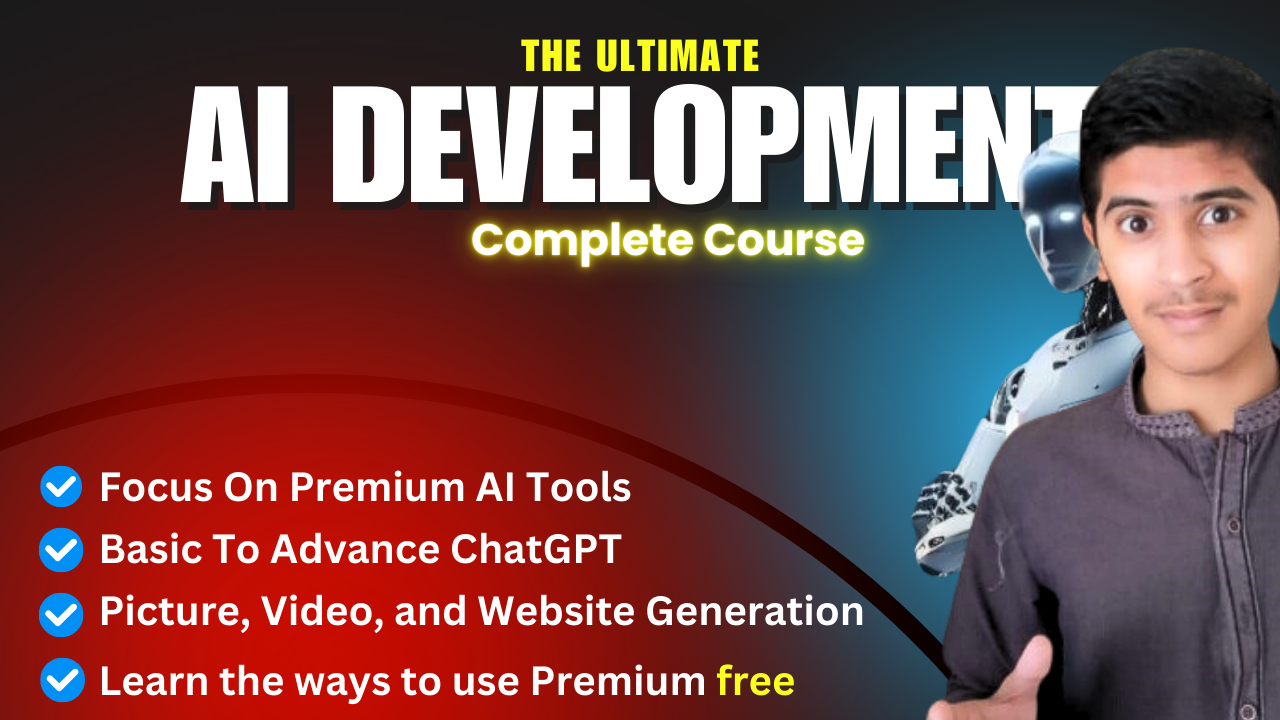 THE ULTIMATE
AI DEVELOPMENT
Complete Course
Focus On Premium AI Tools
Basic To Advance ChatGPT
Picture, Video, and Website Generation
Learn the ways to use Premium free